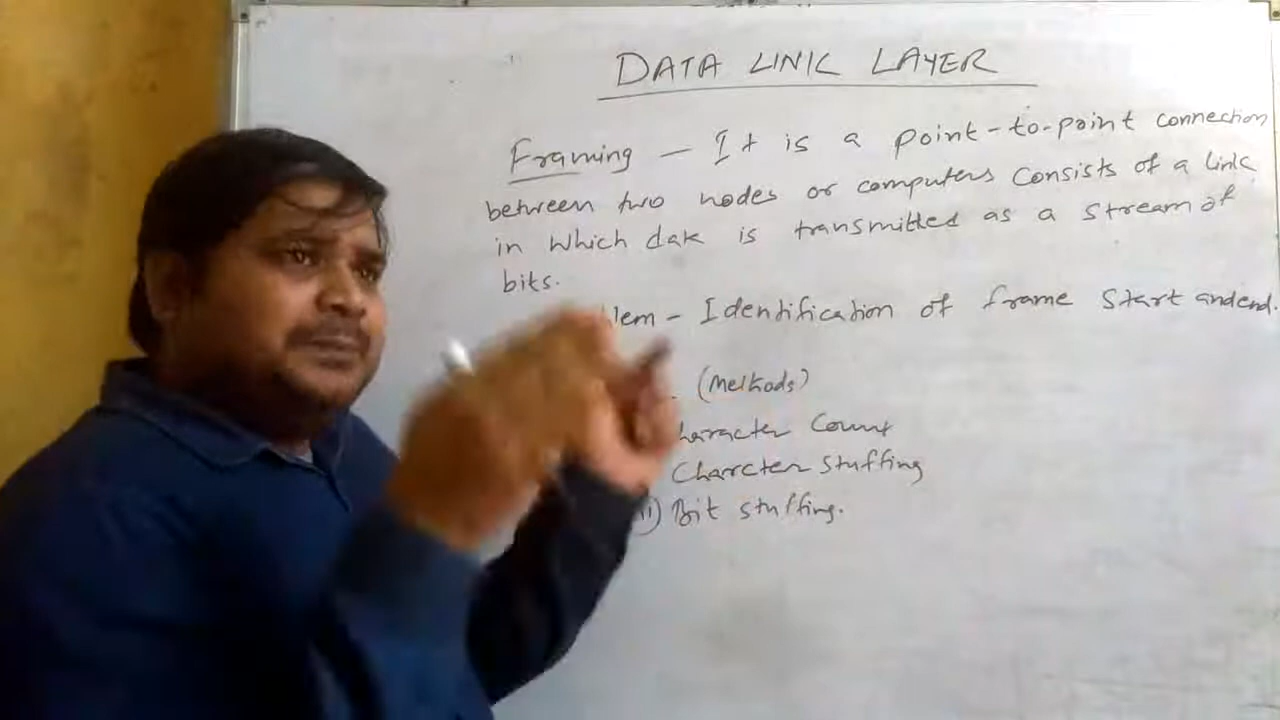 DATA LINK LAYER
Framing — It is a point-to-point connection
between two nodes or computers consists of a link
in which data is transmitted as a stream of
bits.
lem - Identification of frame start and end.
(Methods)
haracter Count
Charcter stuffing
ii) Bit stuffing.